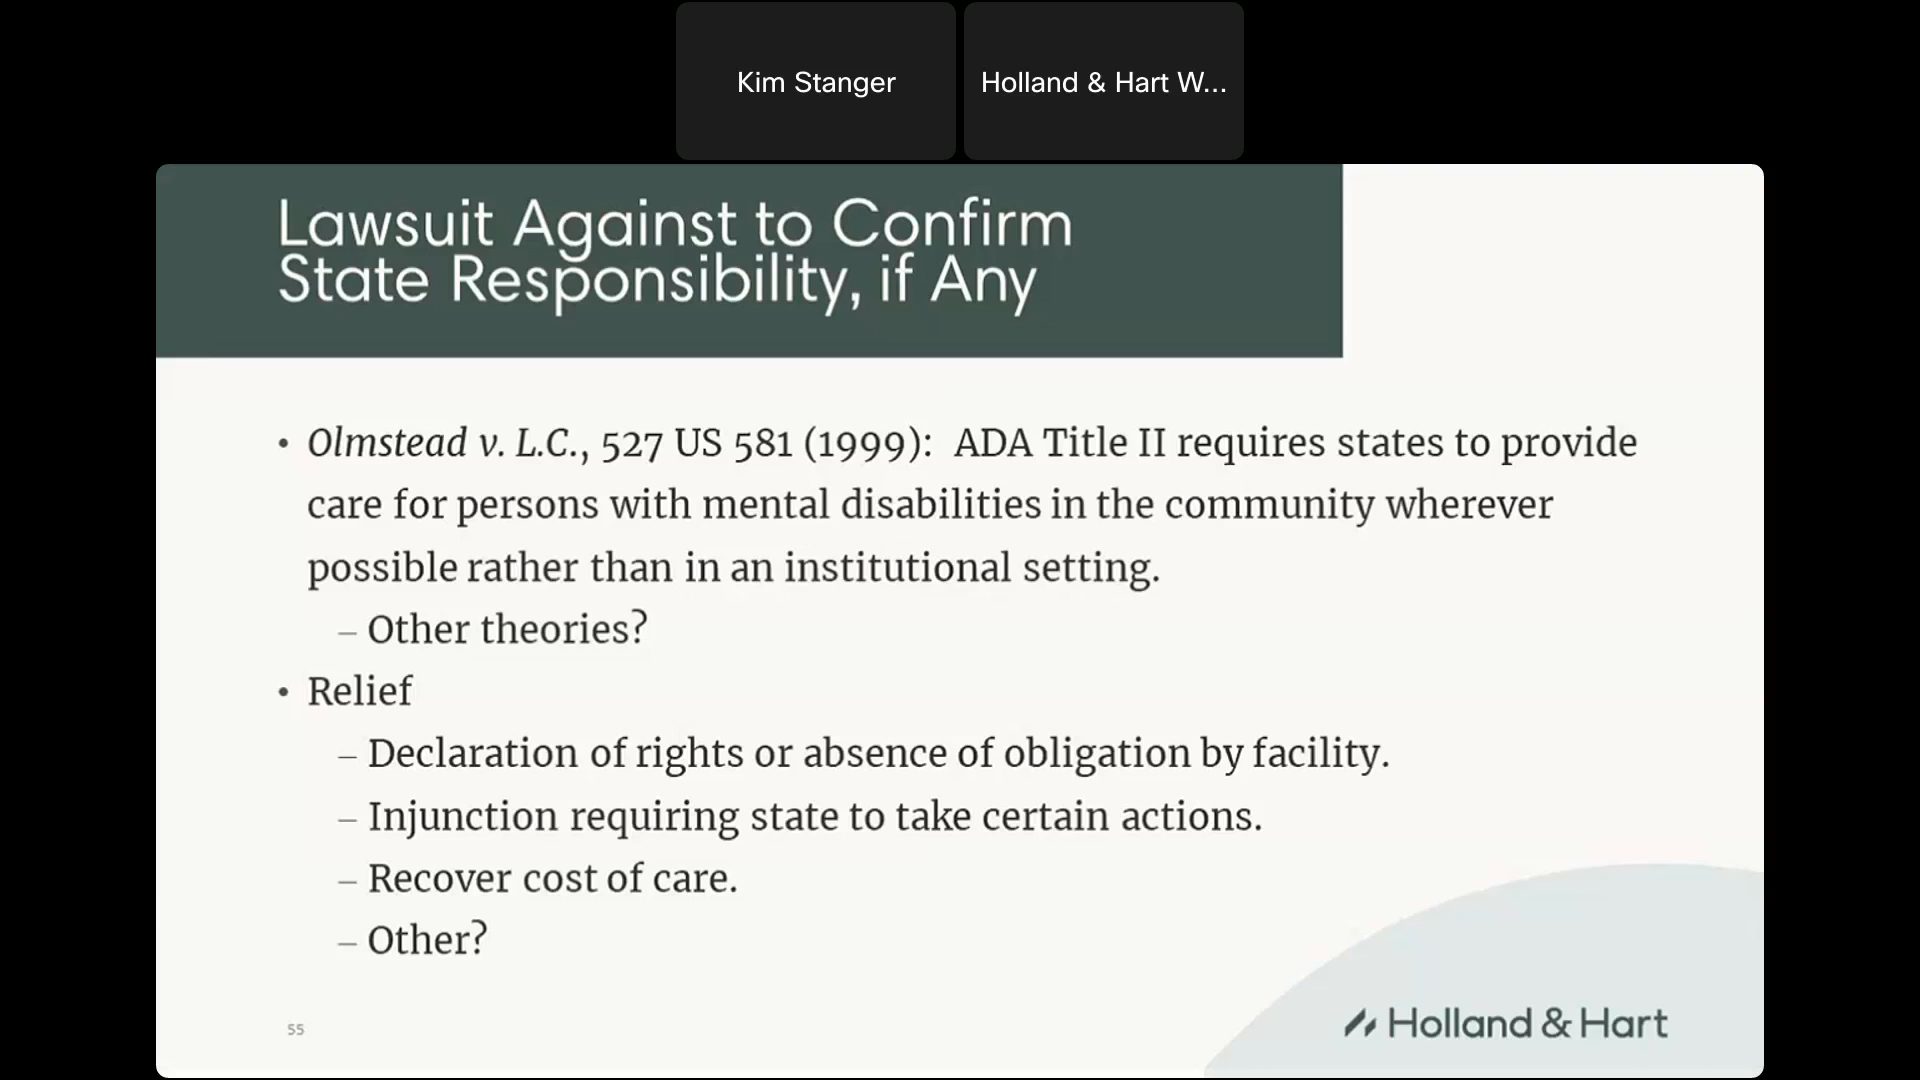 Kim Stanger
Holland & Hart W...
Lawsuit Against to Confirm
State Responsibility, if Any
• Olmstead v. L.C., 527 US 581 (1999):  ADA Title II requires states to provide
care for persons with mental disabilities in the community wherever
possible rather than in an institutional setting.
– Other theories?
• Relief
– Declaration of rights or absence of obligation by facility.
– Injunction requiring state to take certain actions.
– Recover cost of care.
– Other?
55
Holland & Hart